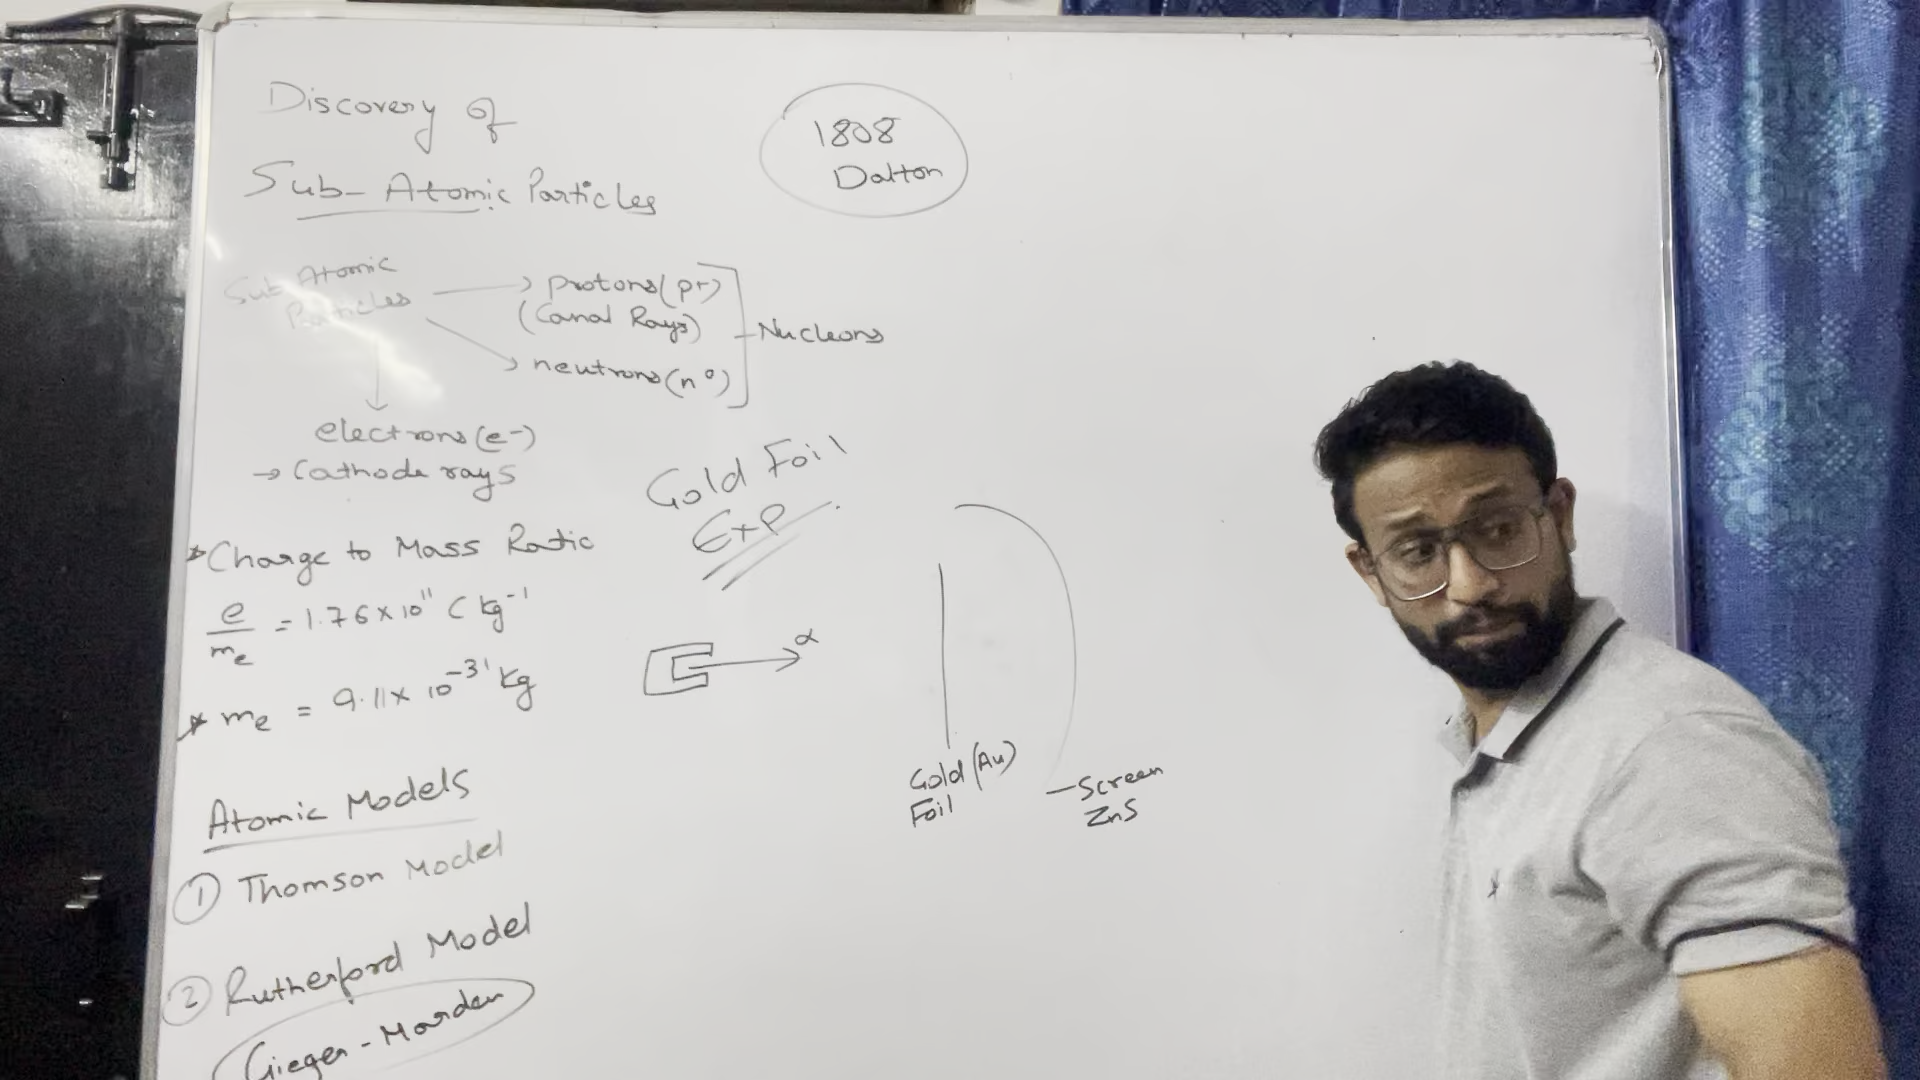 Discovery of
Sub-Atomic Particles
1808
Dalton
Sub Atomic
Particles
protons (p+)
(Canal Rays)
neutrons (n°)
Nucleons
electrons (e-)
→ Cathode rays
* Charge to Mass Ratio
e/me = 1.76 × 10¹¹ C kg⁻¹
* me = 9.11 × 10⁻³¹ kg
Atomic Models
① Thomson Model
② Rutherford Model
Gieger - Marsden
Gold Foil
Exp
α
Gold (Au)
Foil
Screen
ZnS